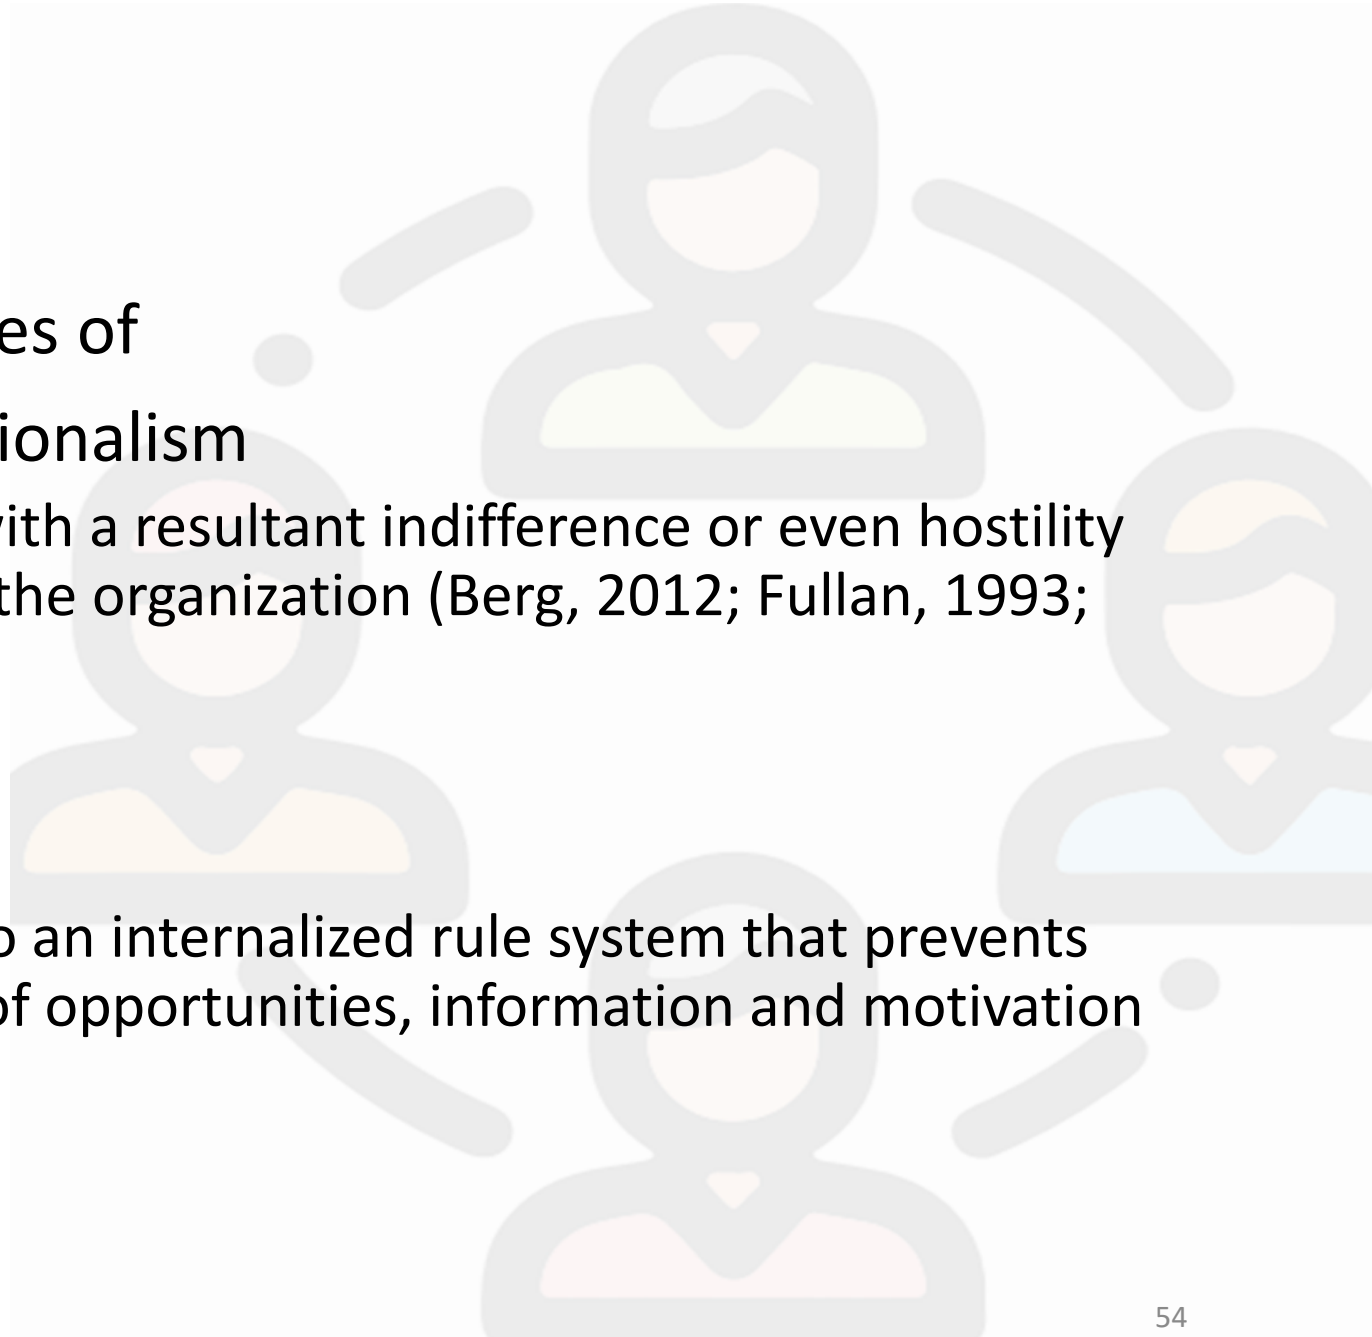 es of
ionalism
ith a resultant indifference or even hostility
the organization (Berg, 2012; Fullan, 1993;
o an internalized rule system that prevents
of opportunities, information and motivation
54